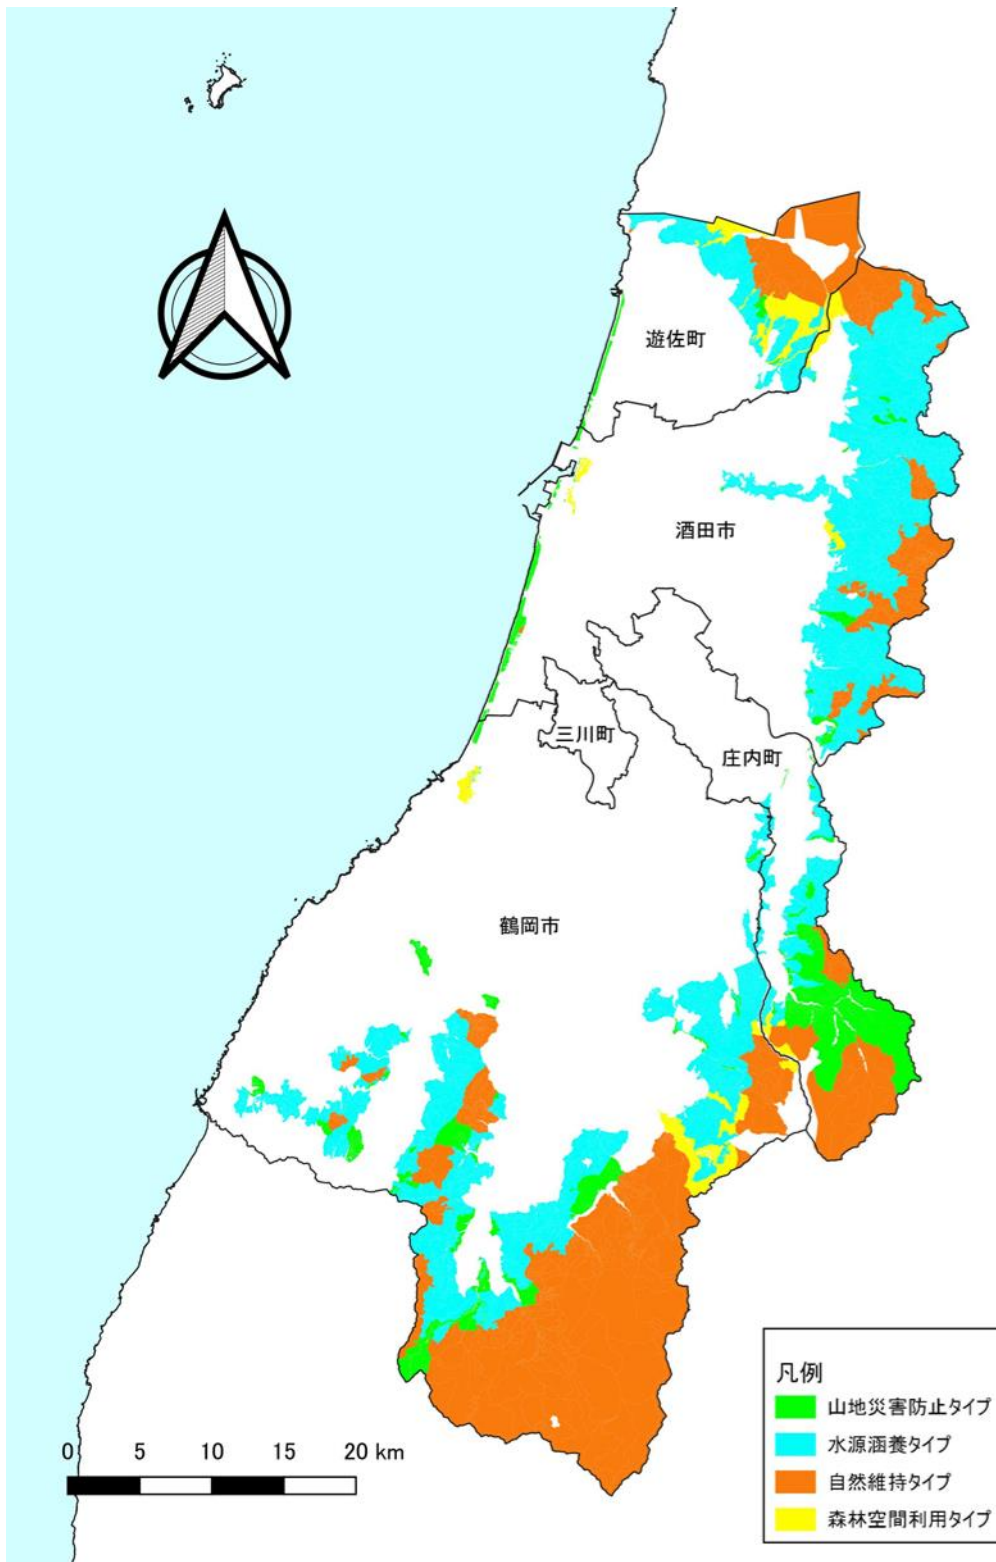 遊佐町
酒田市
三川町
庄内町
鶴岡市
凡例
山地災害防止タイプ
水源涵養タイプ
自然維持タイプ
森林空間利用タイプ
0 5 10 15 20 km